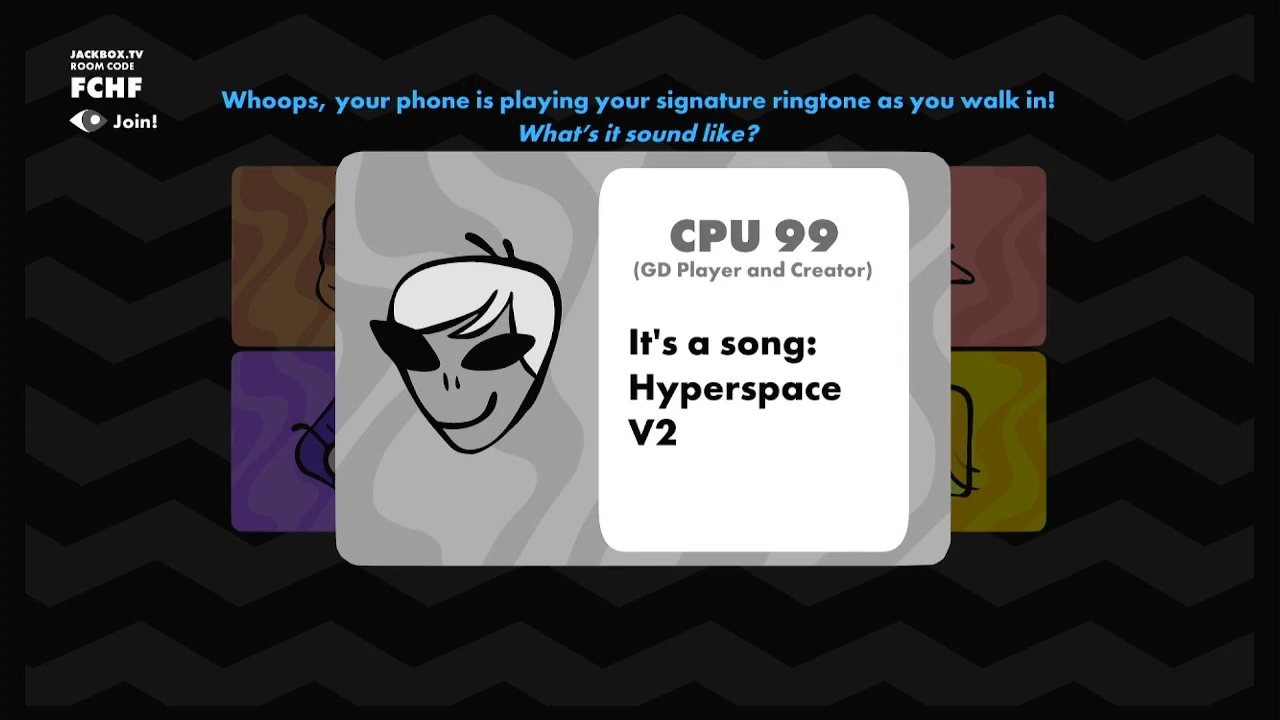 JACKBOX.TV
ROOM CODE
FCHF
Join!
Whoops, your phone is playing your signature ringtone as you walk in!
What's it sound like?
CPU 99
(GD Player and Creator)
It's a song:
Hyperspace
V2